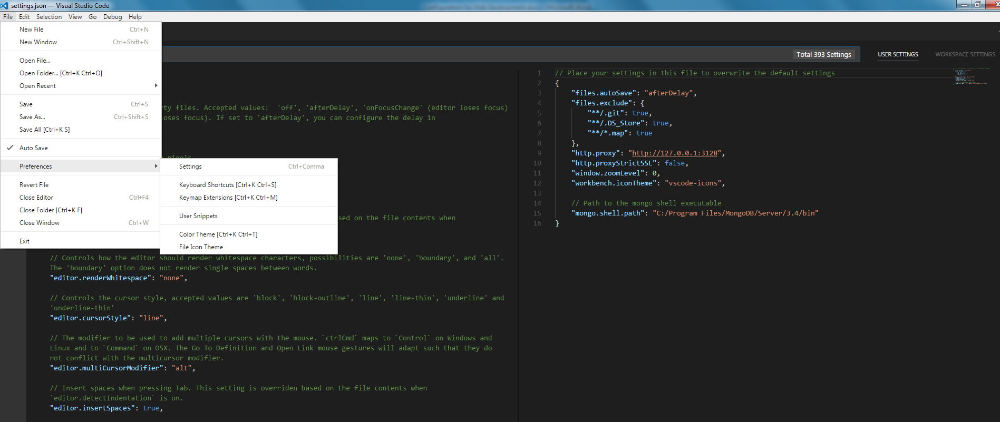 settings.json — Visual Studio Code
File Edit Selection View Go Debug Help
New File Ctrl+N
New Window Ctrl+Shift+N
Open File...
Open Folder... [Ctrl+K Ctrl+O]
Open Recent
Save Ctrl+S
Save As... Ctrl+Shift+S
Save All [Ctrl+K S]
Auto Save
Preferences
Revert File
Close Editor Ctrl+F4
Close Folder [Ctrl+K F]
Close Window Ctrl+W
Exit
Settings Ctrl+Comma
Keyboard Shortcuts [Ctrl+K Ctrl+S]
Keymap Extensions [Ctrl+K Ctrl+M]
User Snippets
Color Theme [Ctrl+K Ctrl+T]
File Icon Theme
Total 393 Settings
rty files. Accepted values:  'off', 'afterDelay', 'onFocusChange' (editor loses focus)
loses focus). If set to 'afterDelay', you can configure the delay in
pixels
sed on the file contents when
// Controls how the editor should render whitespace characters, possibilities are 'none', 'boundary', and 'all'.
The 'boundary' option does not render single spaces between words.
"editor.renderWhitespace": "none",
// Controls the cursor style, accepted values are 'block', 'block-outline', 'line', 'line-thin', 'underline' and
'underline-thin'
"editor.cursorStyle": "line",
// The modifier to be used to add multiple cursors with the mouse. `ctrlCmd` maps to `Control` on Windows and
Linux and to `Command` on OSX. The Go To Definition and Open Link mouse gestures will adapt such that they do
not conflict with the multicursor modifier.
"editor.multiCursorModifier": "alt",
// Insert spaces when pressing Tab. This setting is overriden based on the file contents when
`editor.detectIndentation` is on.
"editor.insertSpaces": true,
USER SETTINGS WORKSPACE SETTINGS
1 // Place your settings in this file to overwrite the default settings
2 {
3 "files.autoSave": "afterDelay",
4 "files.exclude": {
5 "**/.git": true,
6 "**/.DS_Store": true,
7 "**/*.map": true
8 },
9 "http.proxy": "http://127.0.0.1:3128",
10 "http.proxyStrictSSL": false,
11 "window.zoomLevel": 0,
12 "workbench.iconTheme": "vscode-icons",
13
14 // Path to the mongo shell executable
15 "mongo.shell.path": "C:/Program Files/MongoDB/Server/3.4/bin"
16 }